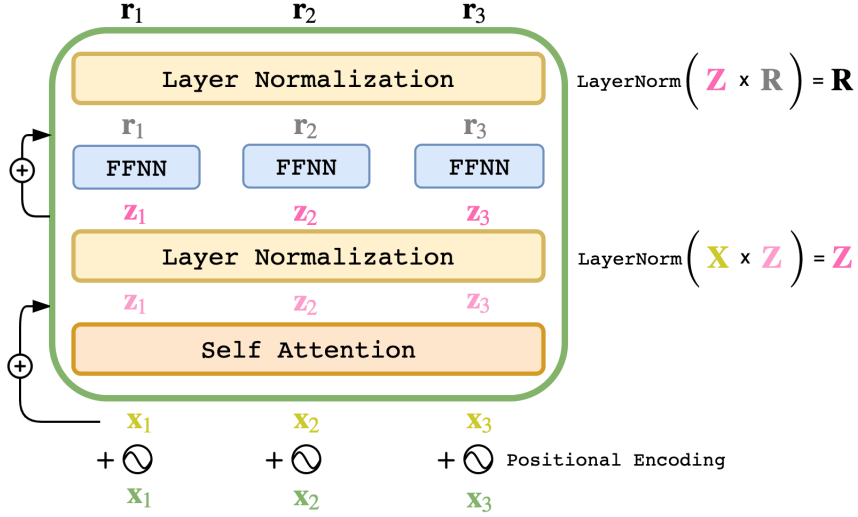 r₁ r₂ r₃
Layer Normalization
LayerNorm ( Z x R ) = R
r₁ r₂ r₃
+
FFNN FFNN FFNN
z₁ z₂ z₃
Layer Normalization
LayerNorm ( X x Z ) = Z
z₁ z₂ z₃
Self Attention
+
x₁ x₂ x₃
+ + + Positional Encoding
x₁ x₂ x₃